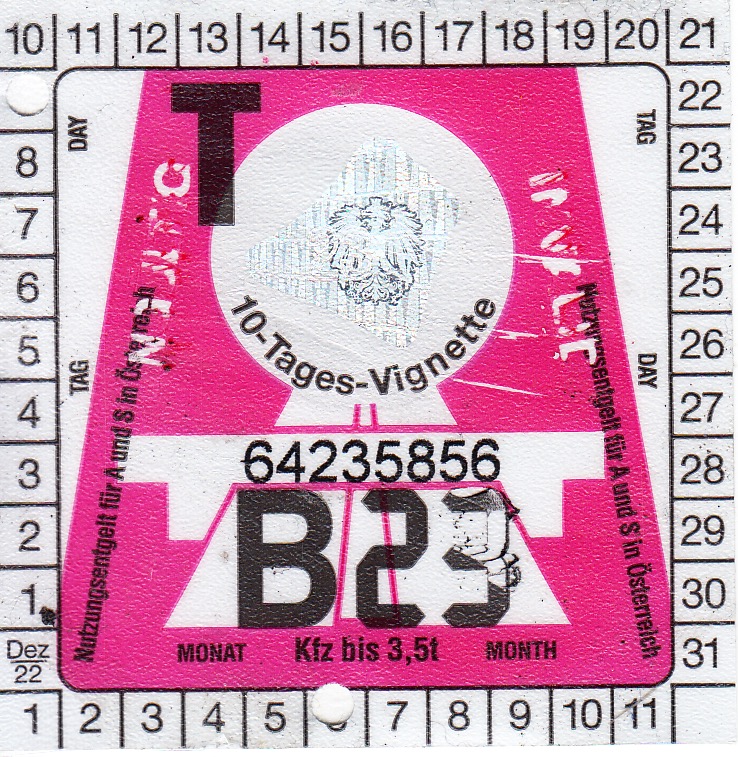 10 11 12 13 14 15 16 17 18 19 20 21
T
DAY
TAG
22
8 23
7 24
6 25
5 26
4 27
3 28
2 29
1 30
Dez 22 31
TAG
DAY
10-Tages-Vignette
Nutzungsentgelt für A und S in Österreich
Nutzungsentgelt für A und S in Österreich
64235856
B23
MONAT Kfz bis 3,5t MONTH
1 2 3 4 5 7 8 9 10 11